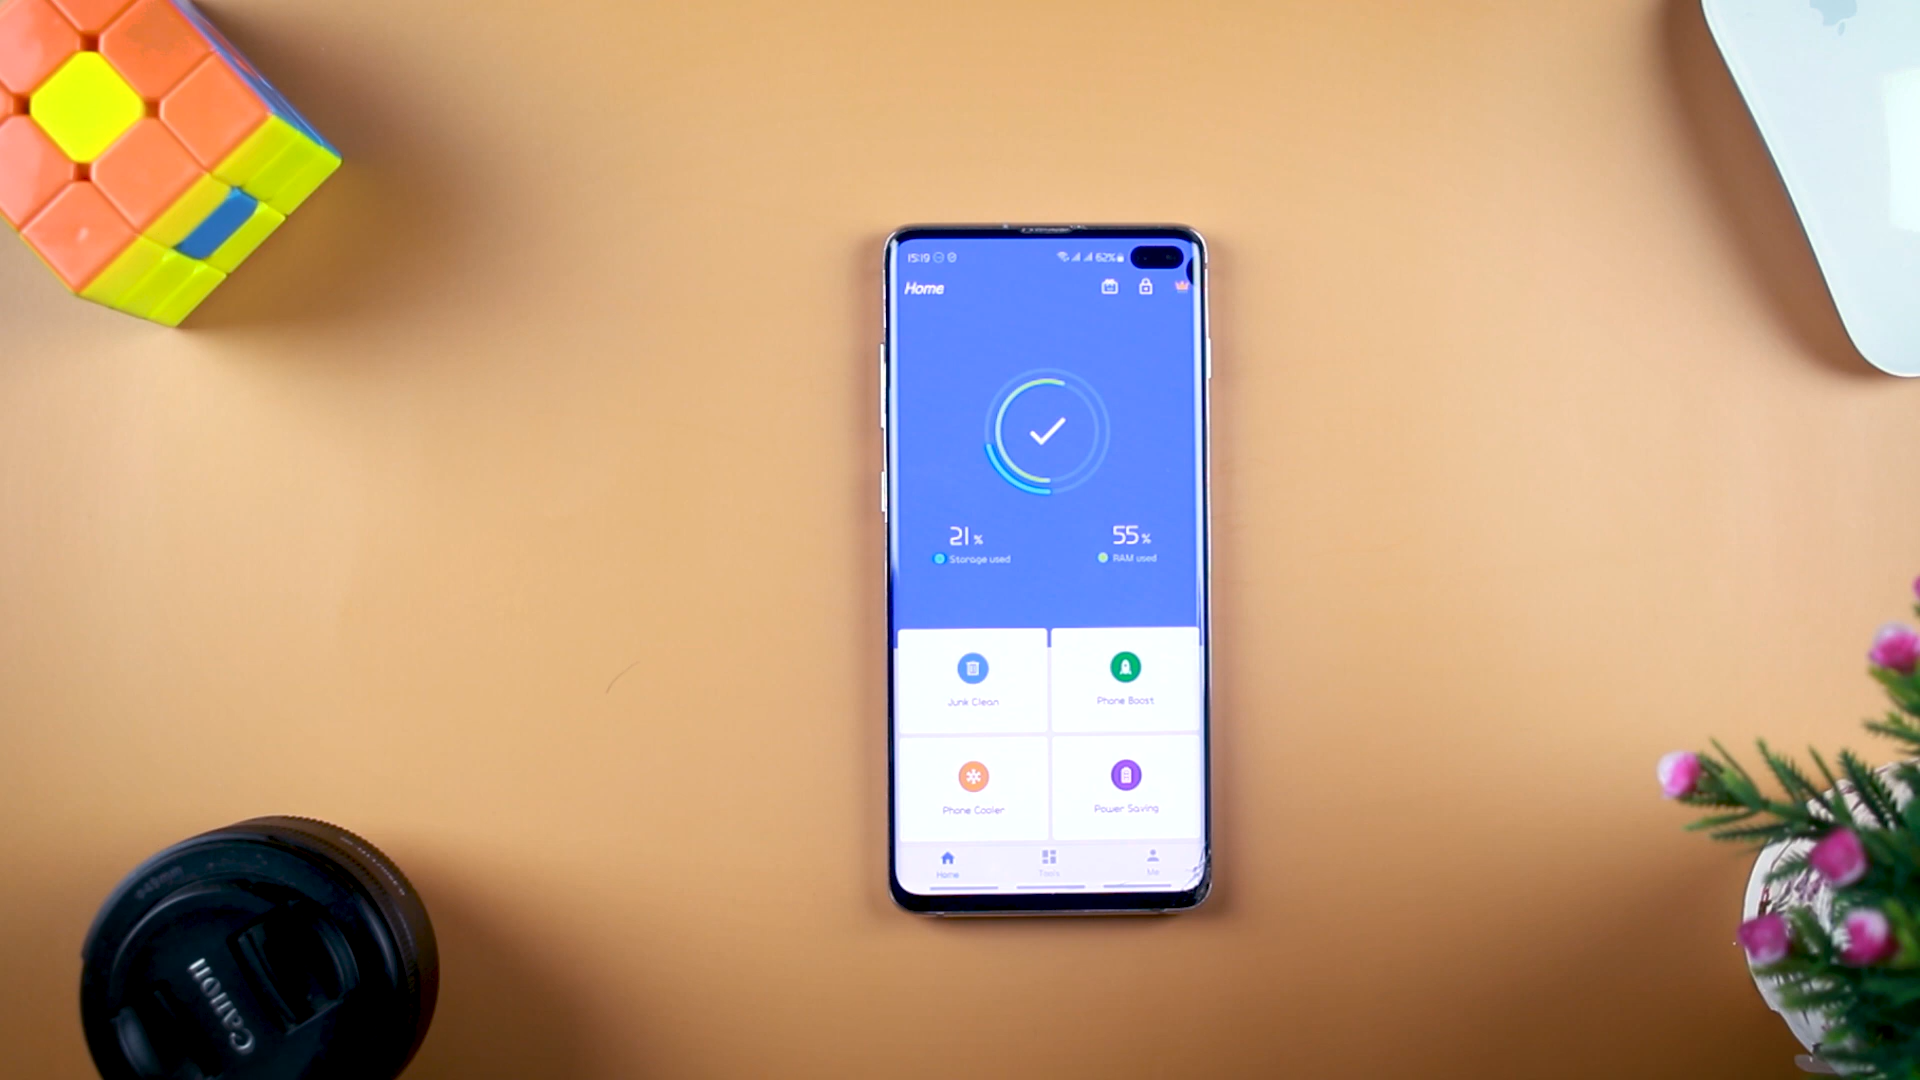 15:19 62%
Home
21% 55%
Storage used RAM used
Junk Clean Phone Boost
Phone Cooler Power Saving
Home Tools Me
Canon